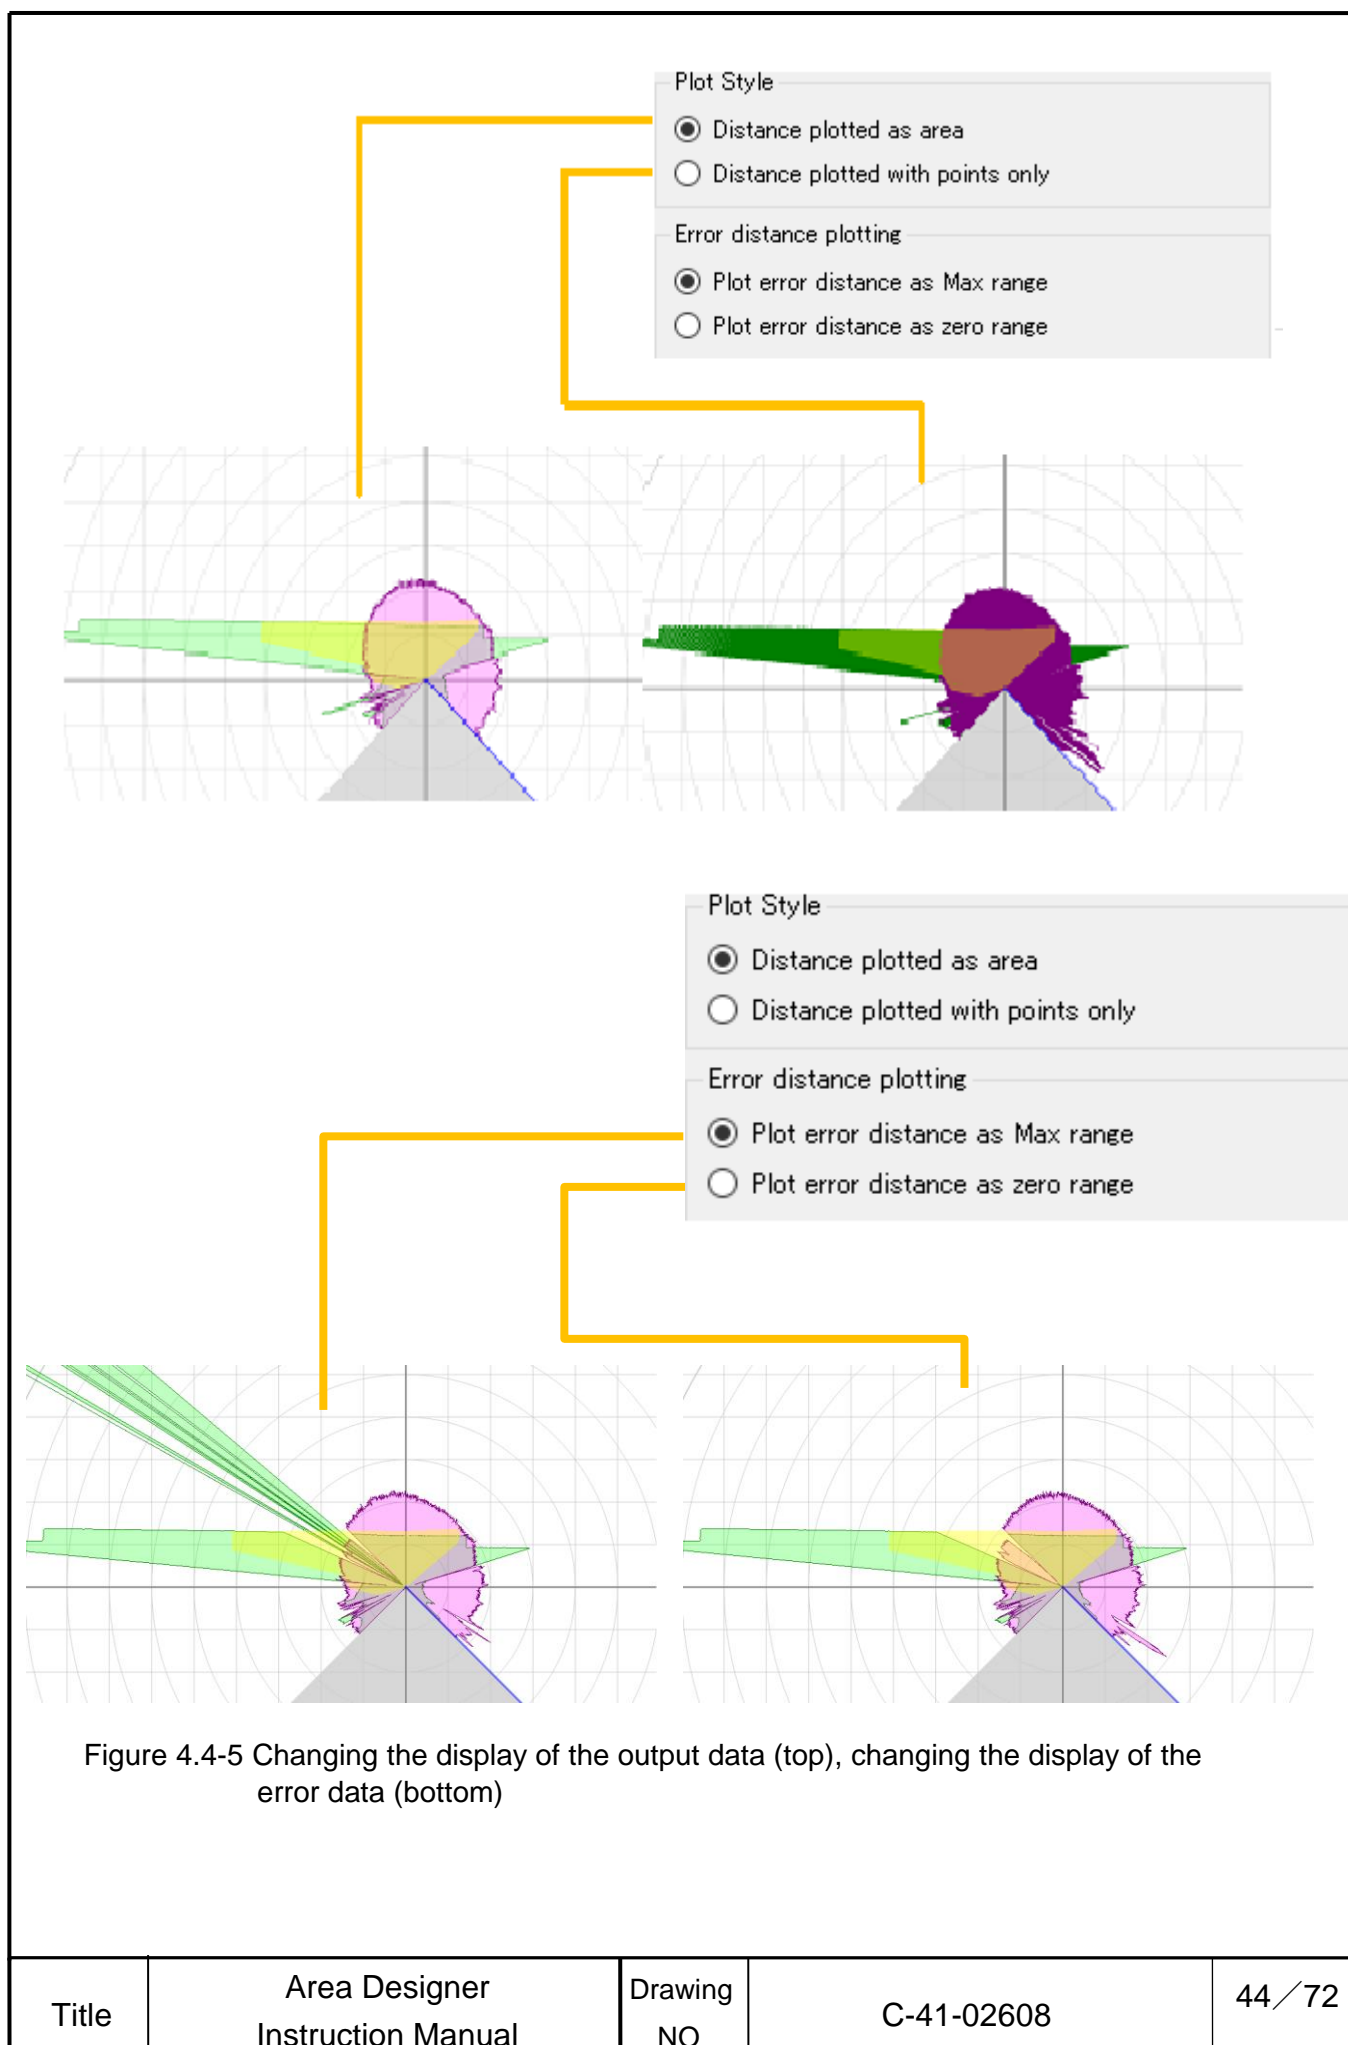 Plot Style
Distance plotted as area
Distance plotted with points only
Error distance plotting
Plot error distance as Max range
Plot error distance as zero range
Plot Style
Distance plotted as area
Distance plotted with points only
Error distance plotting
Plot error distance as Max range
Plot error distance as zero range
Figure 4.4-5 Changing the display of the output data (top), changing the display of the
error data (bottom)
Title
Area Designer
Instruction Manual
Drawing
NO
C-41-02608
44／72